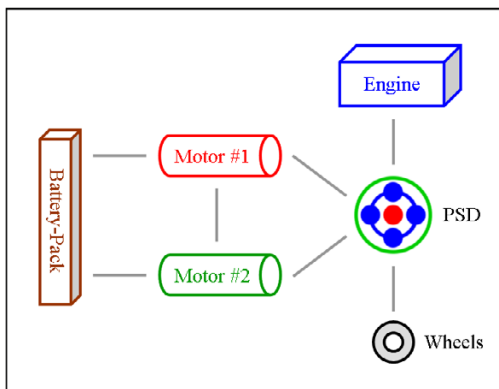 Engine
Motor #1
Battery-Pack
PSD
Motor #2
Wheels